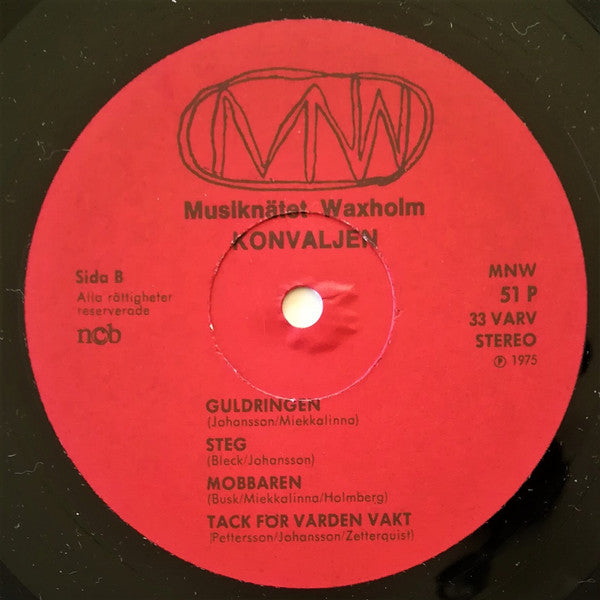 MNW
Musiknätet Waxholm
KONVALJEN
Sida B
Alla rättigheter
reserverade
ncb
MNW
51 P
33 VARV
STEREO
℗ 1975
GULDRINGEN
(Johansson/Miekkalinna)
STEG
(Bleck/Johansson)
MOBBAREN
(Busk/Miekkalinna/Holmberg)
TACK FÖR VÅRDEN VAKT
(Pettersson/Johansson/Zetterquist)